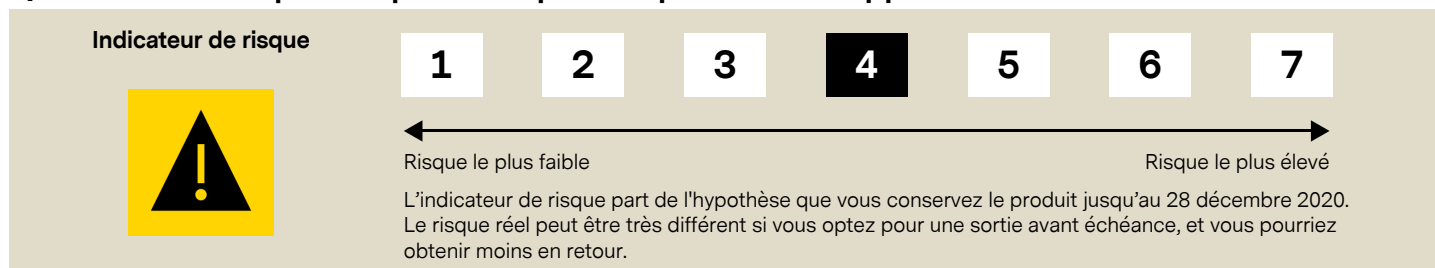 Indicateur de risque
1 2 3 4 5 6 7
Risque le plus faible
Risque le plus élevé
L'indicateur de risque part de l'hypothèse que vous conservez le produit jusqu'au 28 décembre 2020.
Le risque réel peut être très différent si vous optez pour une sortie avant échéance, et vous pourriez
obtenir moins en retour.